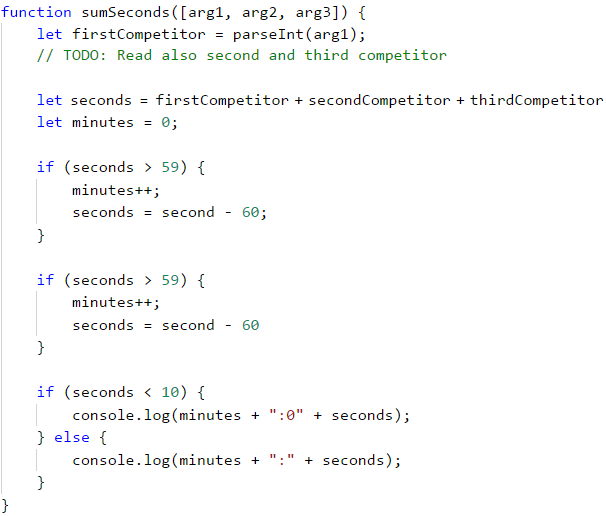 function sumSeconds([arg1, arg2, arg3]) {
let firstCompetitor = parseInt(arg1);
// TODO: Read also second and third competitor
let seconds = firstCompetitor + secondCompetitor + thirdCompetitor
let minutes = 0;
if (seconds > 59) {
minutes++;
seconds = second - 60;
}
if (seconds > 59) {
minutes++;
seconds = second - 60
}
if (seconds < 10) {
console.log(minutes + ":0" + seconds);
} else {
console.log(minutes + ":" + seconds);
}
}